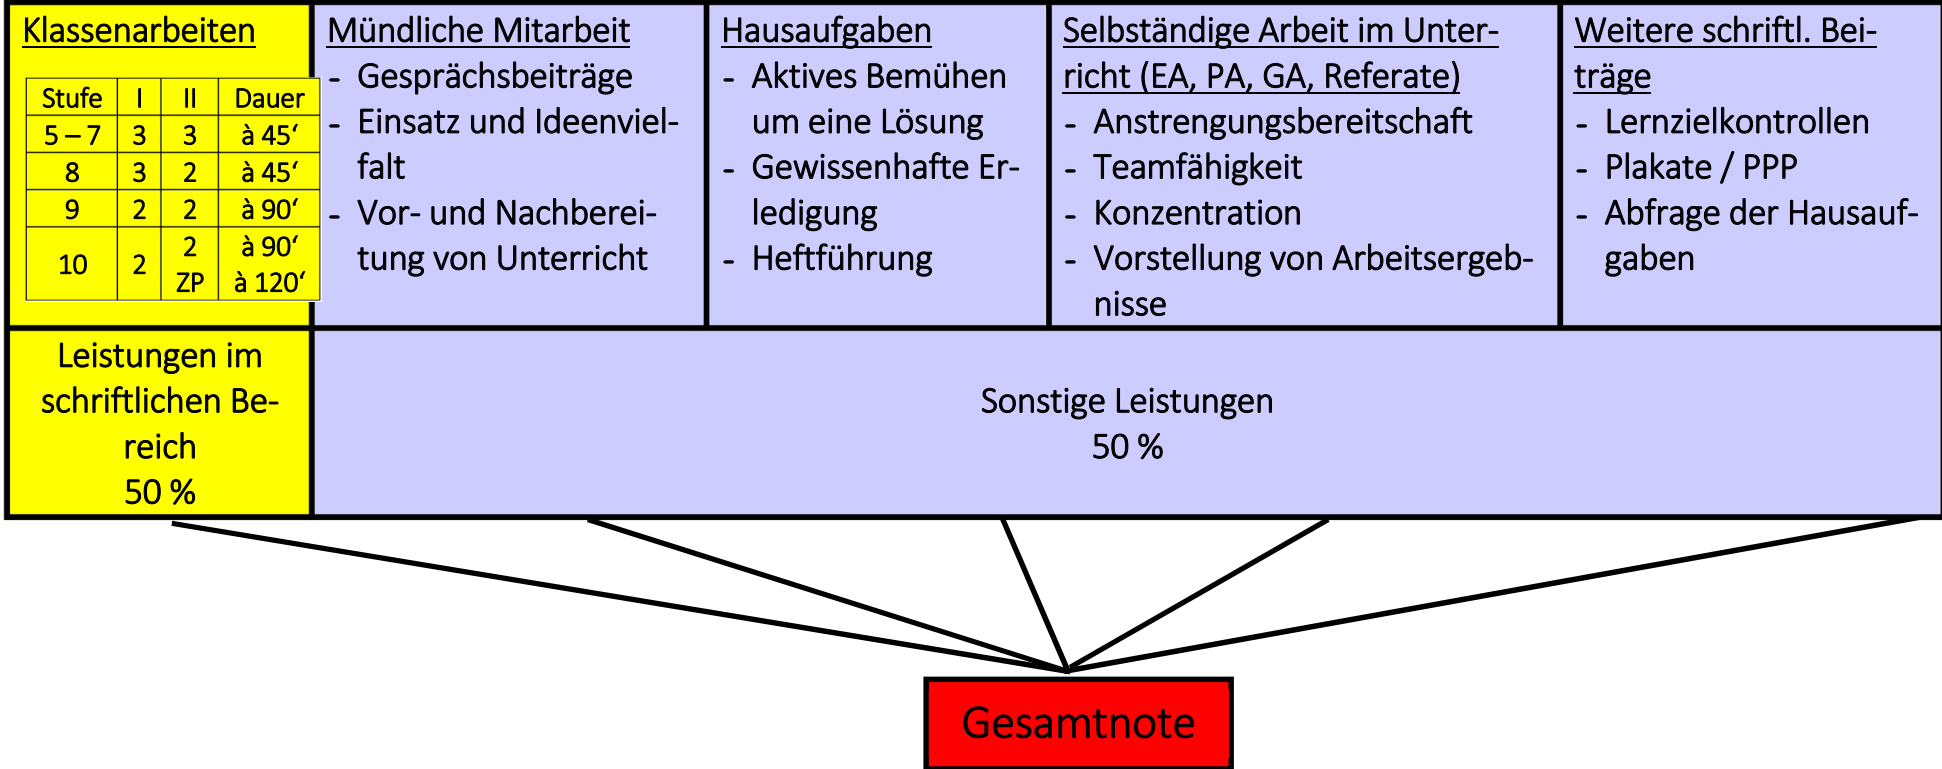 Klassenarbeiten
Stufe I II Dauer
5 – 7 3 3 à 45‘
8 3 2 à 45‘
9 2 2 à 90‘
10 2 2 à 90‘
ZP à 120‘
Mündliche Mitarbeit
- Gesprächsbeiträge
- Einsatz und Ideenviel-
falt
- Vor- und Nachberei-
tung von Unterricht
Hausaufgaben
- Aktives Bemühen
um eine Lösung
- Gewissenhafte Er-
ledigung
- Heftführung
Selbständige Arbeit im Unter-
richt (EA, PA, GA, Referate)
- Anstrengungsbereitschaft
- Teamfähigkeit
- Konzentration
- Vorstellung von Arbeitsergeb-
nisse
Weitere schriftl. Bei-
träge
- Lernzielkontrollen
- Plakate / PPP
- Abfrage der Hausauf-
gaben
Leistungen im
schriftlichen Be-
reich
50 %
Sonstige Leistungen
50 %
Gesamtnote